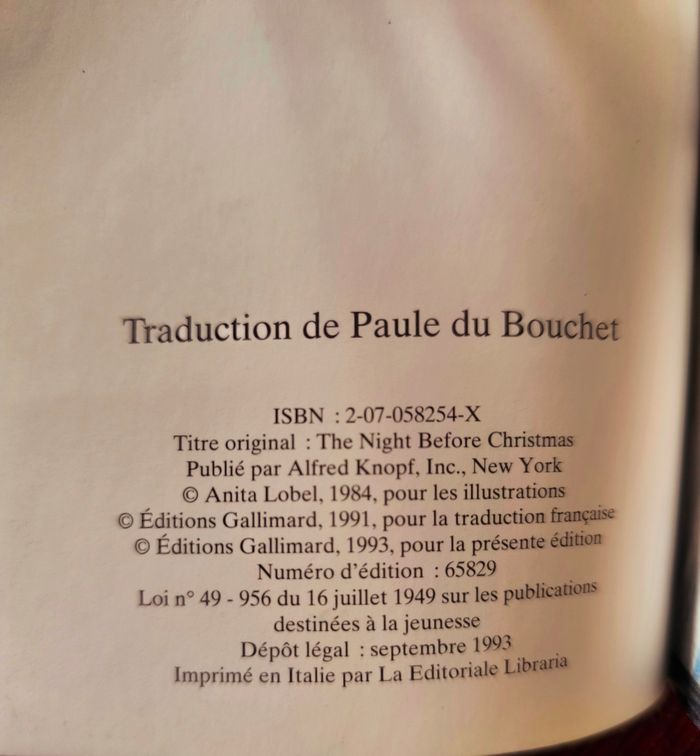 Traduction de Paule du Bouchet
ISBN : 2-07-058254-X
Titre original : The Night Before Christmas
Publié par Alfred Knopf, Inc., New York
© Anita Lobel, 1984, pour les illustrations
© Éditions Gallimard, 1991, pour la traduction française
© Éditions Gallimard, 1993, pour la présente édition
Numéro d'édition : 65829
Loi n° 49 - 956 du 16 juillet 1949 sur les publications
destinées à la jeunesse
Dépôt légal : septembre 1993
Imprimé en Italie par La Editoriale Libraria